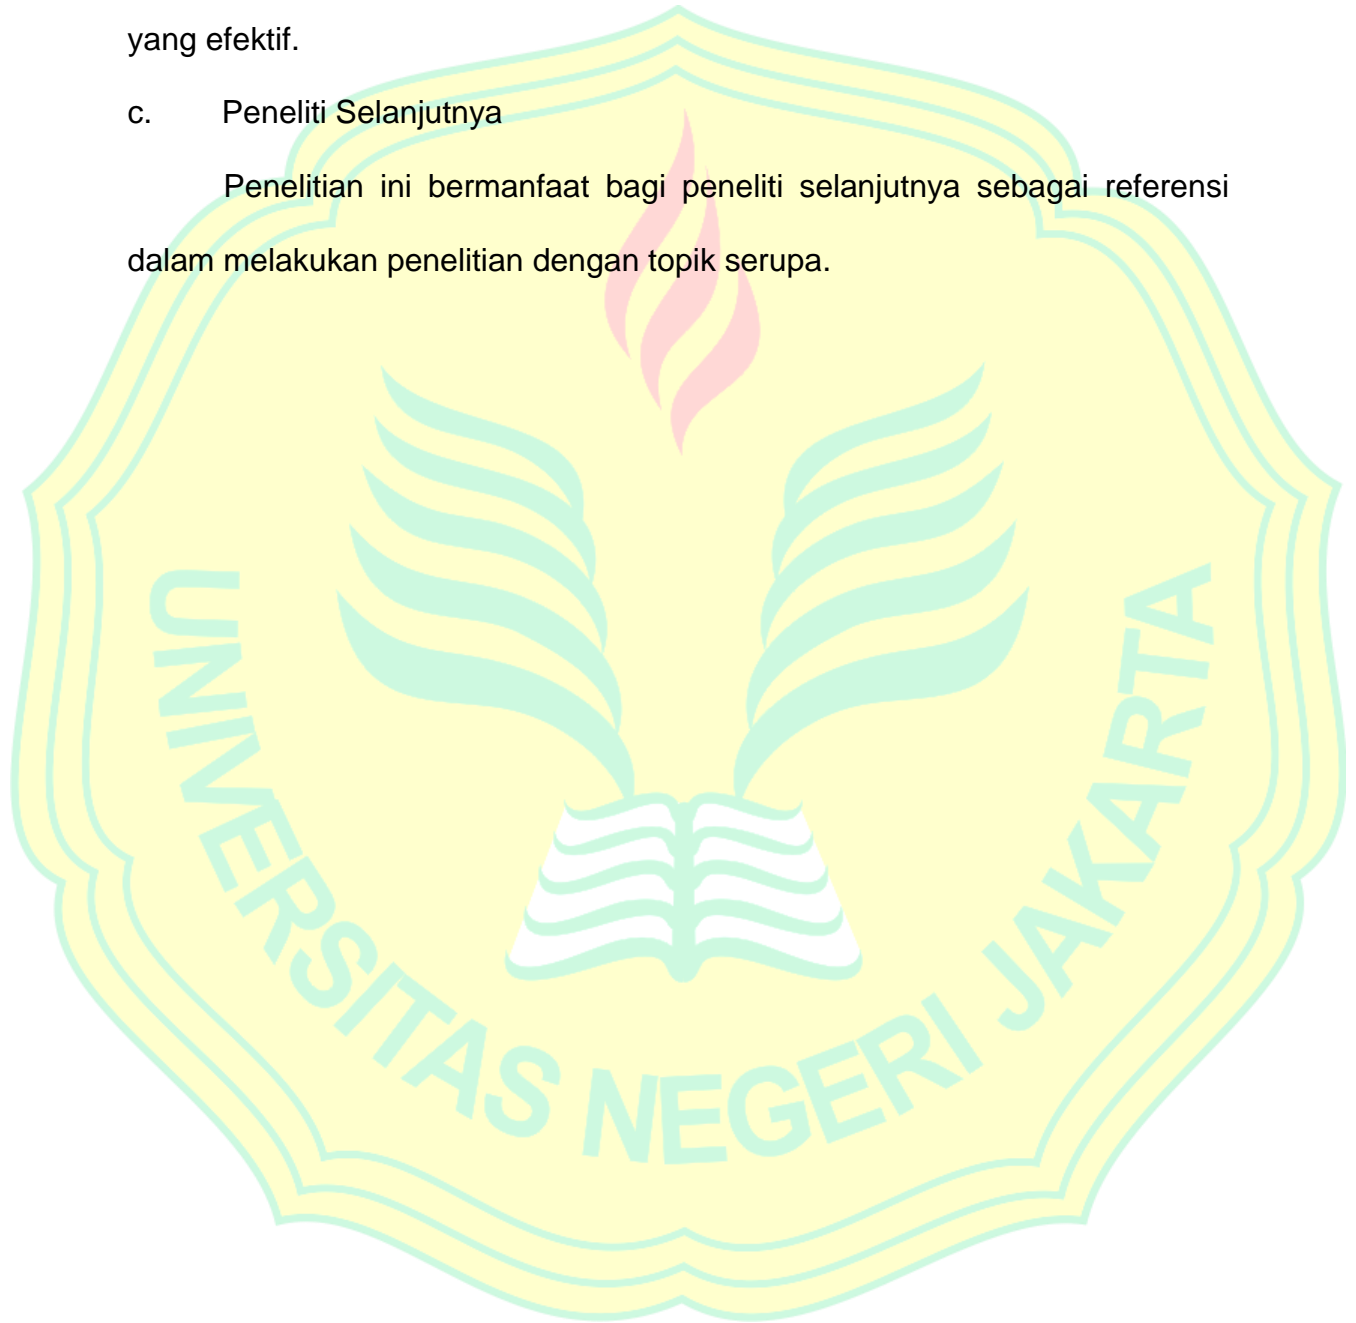 yang efektif.
c. Peneliti Selanjutnya
Penelitian ini bermanfaat bagi peneliti selanjutnya sebagai referensi
dalam melakukan penelitian dengan topik serupa.
UNIVERSITAS NEGERI JAKARTA